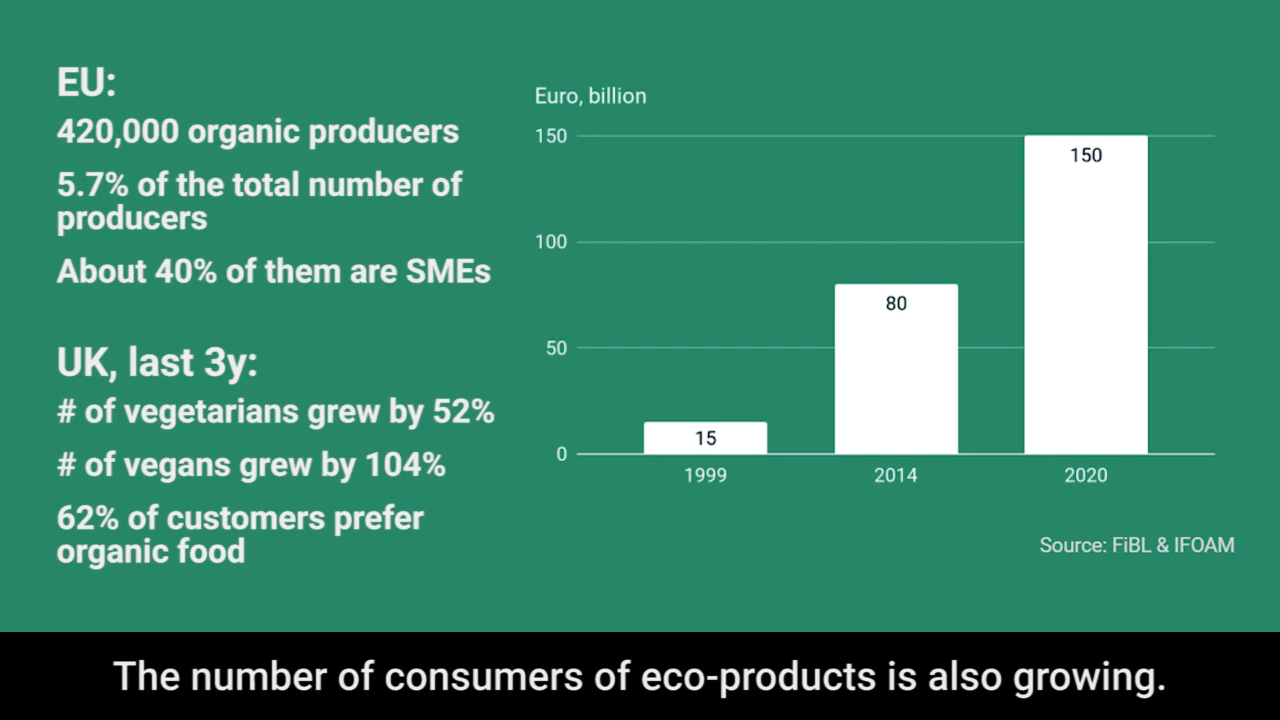 EU:
420,000 organic producers
5.7% of the total number of
producers
About 40% of them are SMEs
UK, last 3y:
# of vegetarians grew by 52%
# of vegans grew by 104%
62% of customers prefer
organic food
Euro, billion
150
100
50
0
15
80
150
1999
2014
2020
Source: FiBL & IFOAM
The number of consumers of eco-products is also growing.